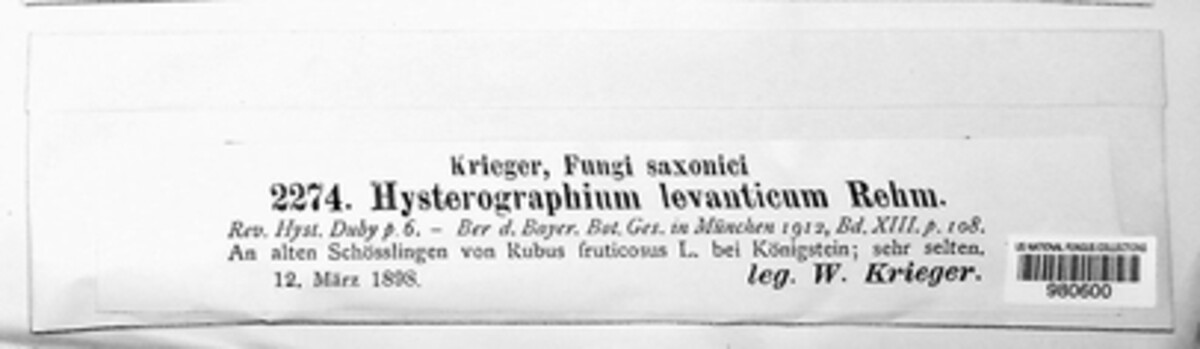 Krieger, Fungi saxonici
2274. Hysterographium levanticum Rehm.
Rev. Hyst. Duby p. 6. – Ber d. Bayer. Bot. Ges. in München 1912, Bd. XIII. p. 108.
An alten Schösslingen von Rubus fruticosus L. bei Königstein; sehr selten.
12. März 1898.
leg. W. Krieger.
US NATIONAL FUNGUS COLLECTIONS
980600